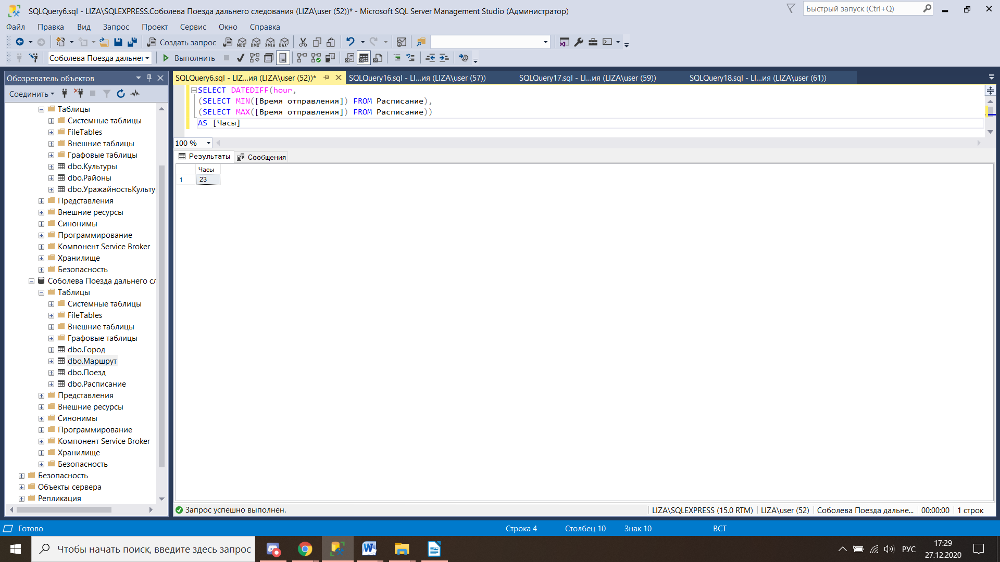 SQLQuery6.sql - LIZA\SQLEXPRESS.Соболева Поезда дальнего следования (LIZA\user (52))* - Microsoft SQL Server Management Studio (Администратор)
Быстрый запуск (Ctrl+Q)
Файл Правка Вид Запрос Проект Сервис Окно Справка
Создать запрос
MDX DMX XMLA DAX
Соболева Поезда дальнег
Выполнить
Обозреватель объектов
SQLQuery6.sql - LIZ...ия (LIZA\user (52))*
SQLQuery16.sql - LI...ия (LIZA\user (57))
SQLQuery17.sql - LI...ия (LIZA\user (59))
SQLQuery18.sql - LI...ия (LIZA\user (61))
Соединить
Таблицы
Системные таблицы
FileTables
Внешние таблицы
Графовые таблицы
dbo.Культуры
dbo.Районы
dbo.УражайностьКультур
Представления
Внешние ресурсы
Синонимы
Программирование
Компонент Service Broker
Хранилище
Безопасность
Соболева Поезда дальнего сл
Таблицы
Системные таблицы
FileTables
Внешние таблицы
Графовые таблицы
dbo.Город
dbo.Маршрут
dbo.Поезд
dbo.Расписание
Представления
Внешние ресурсы
Синонимы
Программирование
Компонент Service Broker
Хранилище
Безопасность
Безопасность
Объекты сервера
Репликация
SELECT DATEDIFF(hour,
(SELECT MIN([Время отправления]) FROM Расписание),
(SELECT MAX([Время отправления]) FROM Расписание))
AS [Часы]
100 %
Результаты Сообщения
Часы
1 23
Запрос успешно выполнен.
LIZA\SQLEXPRESS (15.0 RTM) LIZA\user (52) Соболева Поезда дальне... 00:00:00 1 строк
Готово Строка 4 Столбец 10 Знак 10 ВСТ
Чтобы начать поиск, введите здесь запрос
РУС
17:29
27.12.2020